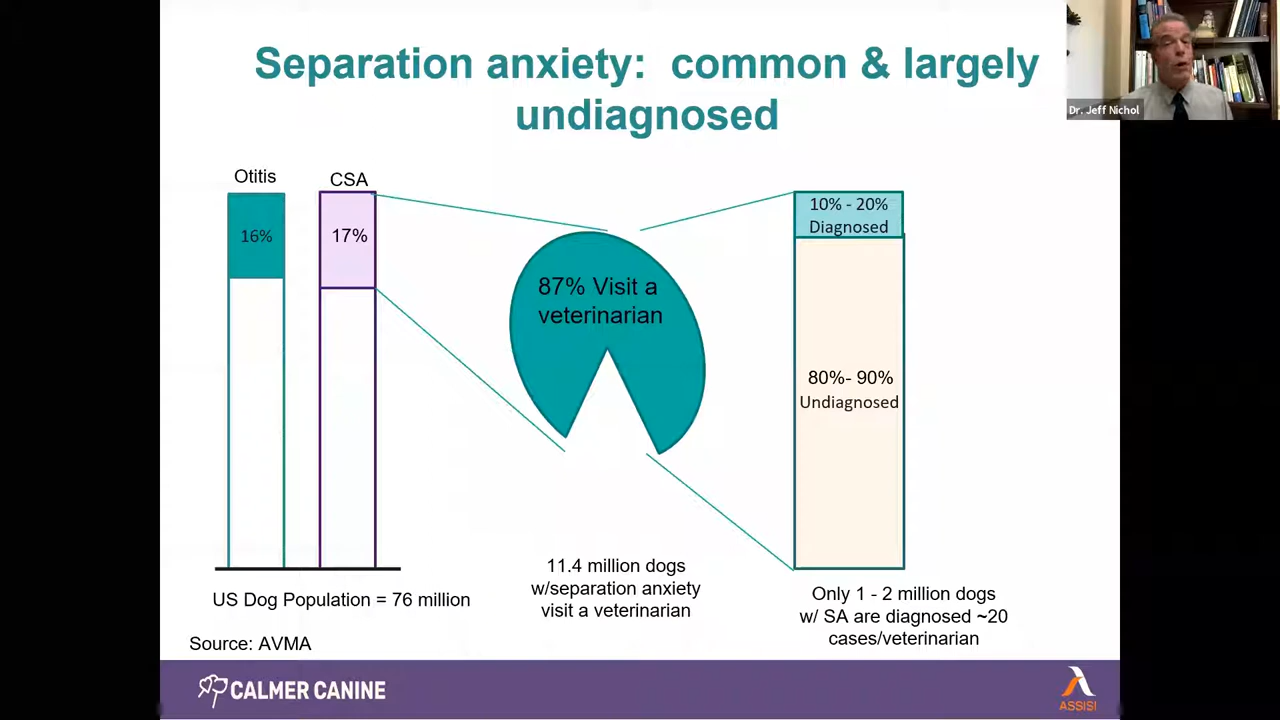 Separation anxiety: common & largely
undiagnosed
Dr. Jeff Nichol
Otitis
CSA
16%
17%
87% Visit a
veterinarian
10% - 20%
Diagnosed
80%- 90%
Undiagnosed
US Dog Population = 76 million
11.4 million dogs
w/separation anxiety
visit a veterinarian
Only 1 - 2 million dogs
w/ SA are diagnosed ~20
cases/veterinarian
Source: AVMA
CALMER CANINE
ASSISI